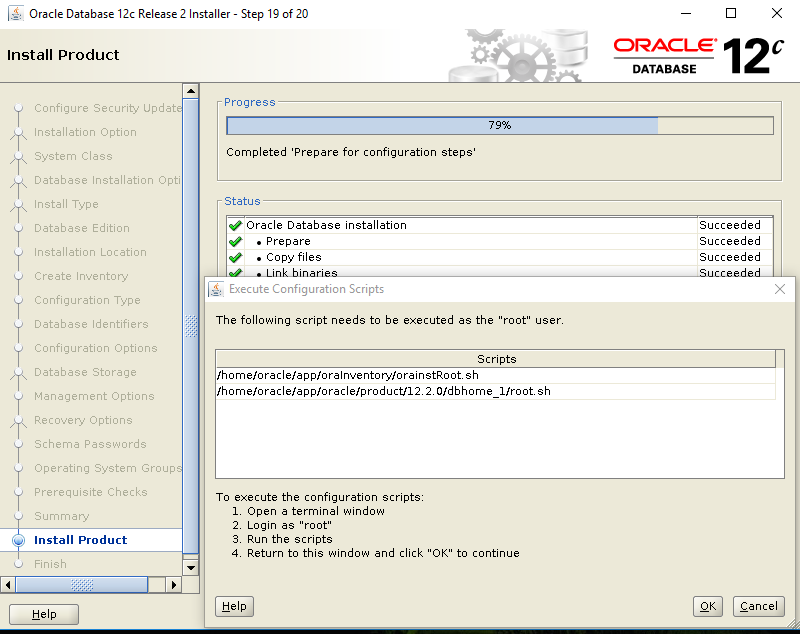 Oracle Database 12c Release 2 Installer - Step 19 of 20
Install Product
ORACLE®
DATABASE
12c
Configure Security Update
Installation Option
System Class
Database Installation Opti
Install Type
Database Edition
Installation Location
Create Inventory
Configuration Type
Database Identifiers
Configuration Options
Database Storage
Management Options
Recovery Options
Schema Passwords
Operating System Groups
Prerequisite Checks
Summary
Install Product
Finish
Help
Progress
79%
Completed 'Prepare for configuration steps'
Status
Oracle Database installation Succeeded
• Prepare Succeeded
• Copy files Succeeded
• Link binaries Succeeded
Execute Configuration Scripts
The following script needs to be executed as the "root" user.
Scripts
/home/oracle/app/oraInventory/orainstRoot.sh
/home/oracle/app/oracle/product/12.2.0/dbhome_1/root.sh
To execute the configuration scripts:
1. Open a terminal window
2. Login as "root"
3. Run the scripts
4. Return to this window and click "OK" to continue
Help
OK
Cancel